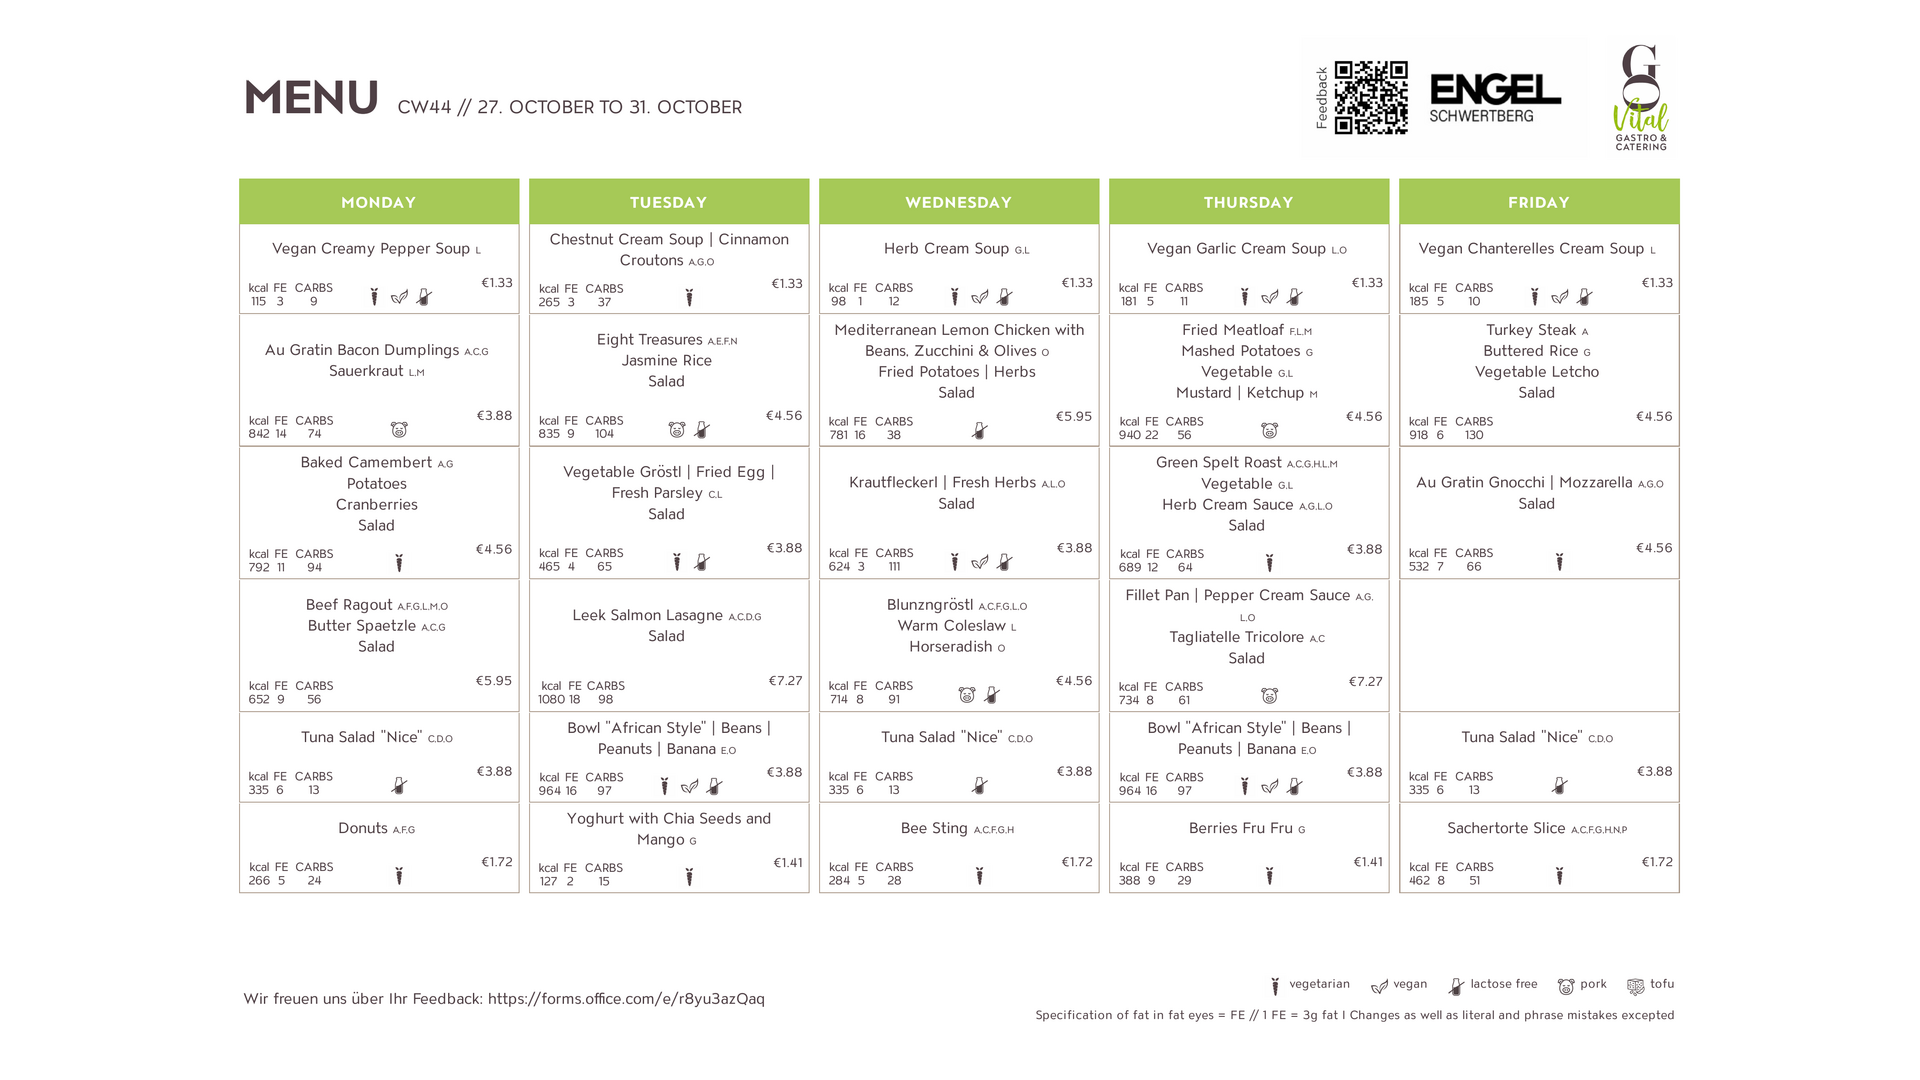 MENU CW44 // 27. OCTOBER TO 31. OCTOBER
Feedback
ENGEL
SCHWERTBERG
G
Vital
GASTRO &
CATERING
MONDAY
Vegan Creamy Pepper Soup L
€1.33
kcal FE CARBS
115 3 9
Au Gratin Bacon Dumplings A,C,G
Sauerkraut L,M
€3.88
kcal FE CARBS
842 14 74
Baked Camembert A,G
Potatoes
Cranberries
Salad
€4.56
kcal FE CARBS
792 11 94
Beef Ragout A,F,G,L,M,O
Butter Spaetzle A,C,G
Salad
€5.95
kcal FE CARBS
652 9 56
Tuna Salad "Nice" C,D,O
€3.88
kcal FE CARBS
335 6 13
Donuts A,F,G
€1.72
kcal FE CARBS
266 5 24
TUESDAY
Chestnut Cream Soup | Cinnamon
Croutons A,G,O
€1.33
kcal FE CARBS
265 3 37
Eight Treasures A,E,F,N
Jasmine Rice
Salad
€4.56
kcal FE CARBS
835 9 104
Vegetable Gröstl | Fried Egg |
Fresh Parsley C,L
Salad
€3.88
kcal FE CARBS
465 4 65
Leek Salmon Lasagne A,C,D,G
Salad
€7.27
kcal FE CARBS
1080 18 98
Bowl "African Style" | Beans |
Peanuts | Banana E,O
€3.88
kcal FE CARBS
964 16 97
Yoghurt with Chia Seeds and
Mango G
€1.41
kcal FE CARBS
127 2 15
WEDNESDAY
Herb Cream Soup G,L
€1.33
kcal FE CARBS
98 1 12
Mediterranean Lemon Chicken with
Beans, Zucchini & Olives O
Fried Potatoes | Herbs
Salad
€5.95
kcal FE CARBS
781 16 38
Krautfleckerl | Fresh Herbs A,L,O
Salad
€3.88
kcal FE CARBS
624 3 111
Blunzngröstl A,C,F,G,L,O
Warm Coleslaw L
Horseradish O
€4.56
kcal FE CARBS
714 8 91
Tuna Salad "Nice" C,D,O
€3.88
kcal FE CARBS
335 6 13
Bee Sting A,C,F,G,H
€1.72
kcal FE CARBS
284 5 28
THURSDAY
Vegan Garlic Cream Soup L,O
€1.33
kcal FE CARBS
181 5 11
Fried Meatloaf F,L,M
Mashed Potatoes G
Vegetable G,L
Mustard | Ketchup M
€4.56
kcal FE CARBS
940 22 56
Green Spelt Roast A,C,G,H,L,M
Vegetable G,L
Herb Cream Sauce A,G,L,O
Salad
€3.88
kcal FE CARBS
689 12 64
Fillet Pan | Pepper Cream Sauce A,G,
L,O
Tagliatelle Tricolore A,C
Salad
€7.27
kcal FE CARBS
734 8 61
Bowl "African Style" | Beans |
Peanuts | Banana E,O
€3.88
kcal FE CARBS
964 16 97
Berries Fru Fru G
€1.41
kcal FE CARBS
388 9 29
FRIDAY
Vegan Chanterelles Cream Soup L
€1.33
kcal FE CARBS
185 5 10
Turkey Steak A
Buttered Rice G
Vegetable Letcho
Salad
€4.56
kcal FE CARBS
918 6 130
Au Gratin Gnocchi | Mozzarella A,G,O
Salad
€4.56
kcal FE CARBS
532 7 66
Tuna Salad "Nice" C,D,O
€3.88
kcal FE CARBS
335 6 13
Sachertorte Slice A,C,F,G,H,N,P
€1.72
kcal FE CARBS
462 8 51
Wir freuen uns über Ihr Feedback: https://forms.office.com/e/r8yu3azQaq
vegetarian vegan lactose free pork tofu
Specification of fat in fat eyes = FE // 1 FE = 3g fat I Changes as well as literal and phrase mistakes excepted